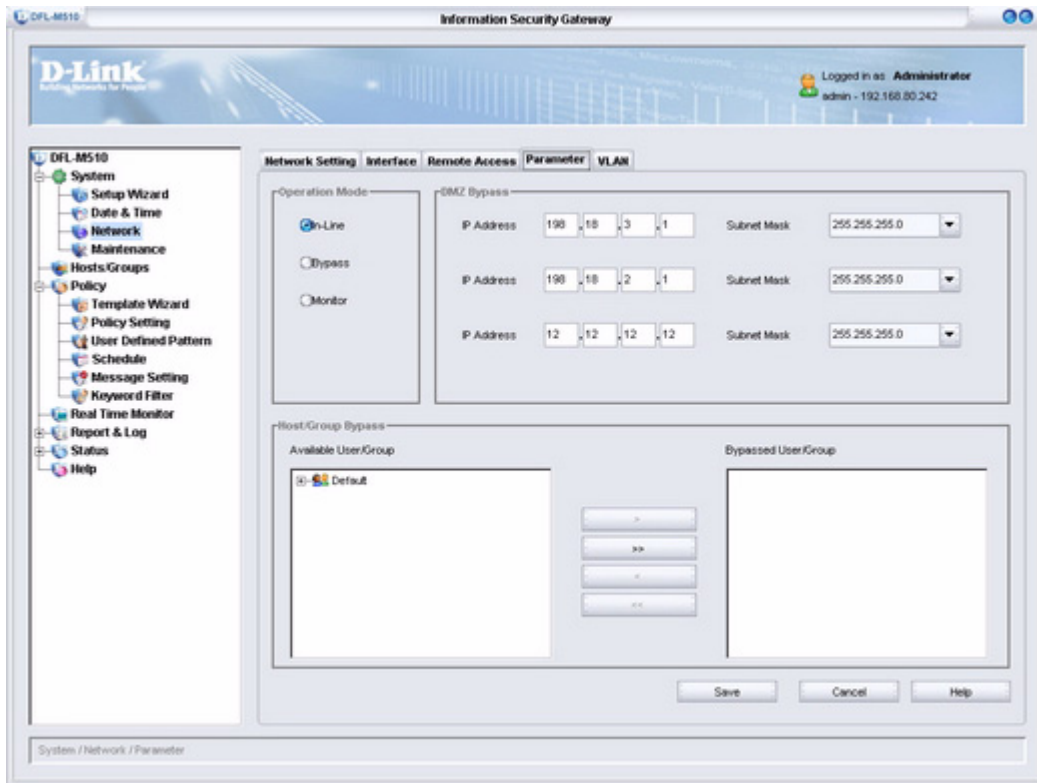 DFL-M510
Information Security Gateway
D-Link
Building Networks for People
Logged in as Administrator
admin - 192.168.80.242
DFL-M510
System
Setup Wizard
Date & Time
Network
Maintenance
Hosts/Groups
Policy
Template Wizard
Policy Setting
User Defined Pattern
Schedule
Message Setting
Keyword Filter
Real Time Monitor
Report & Log
Status
Help
Network Setting Interface Remote Access Parameter VLAN
Operation Mode
In-Line
Bypass
Monitor
DMZ Bypass
IP Address 198 . 18 . 3 . 1 Subnet Mask 255.255.255.0
IP Address 198 . 18 . 2 . 1 Subnet Mask 255.255.255.0
IP Address 12 . 12 . 12 . 12 Subnet Mask 255.255.255.0
Host/Group Bypass
Available User/Group
Default
>
>>
<
<<
Bypassed User/Group
Save Cancel Help
System / Network / Parameter